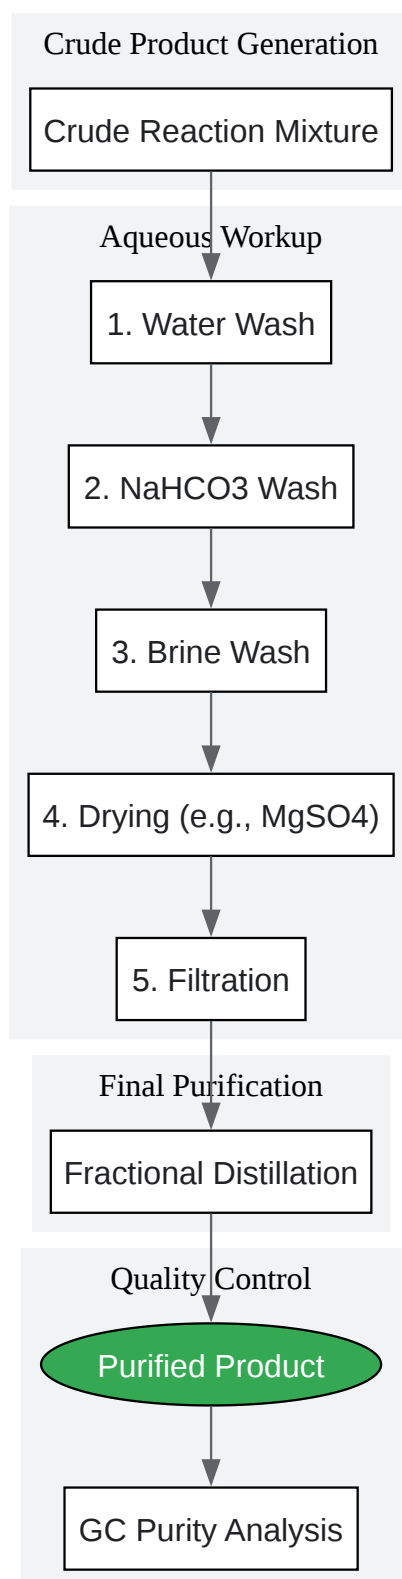 Crude Product Generation
Crude Reaction Mixture
Aqueous Workup
1. Water Wash
2. NaHCO3 Wash
3. Brine Wash
4. Drying (e.g., MgSO4)
5. Filtration
Final Purification
Fractional Distillation
Quality Control
Purified Product
GC Purity Analysis